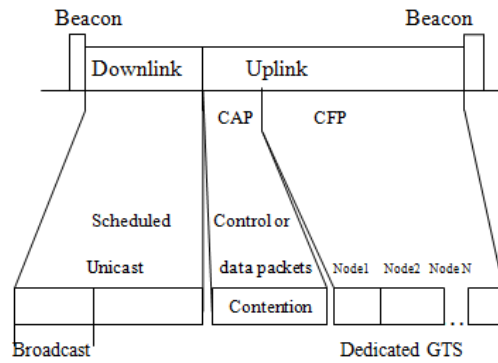 Beacon Beacon
Downlink Uplink
CAP CFP
Scheduled Control or
Unicast data packets Node1 Node2 Node N
Contention ..
Broadcast Dedicated GTS